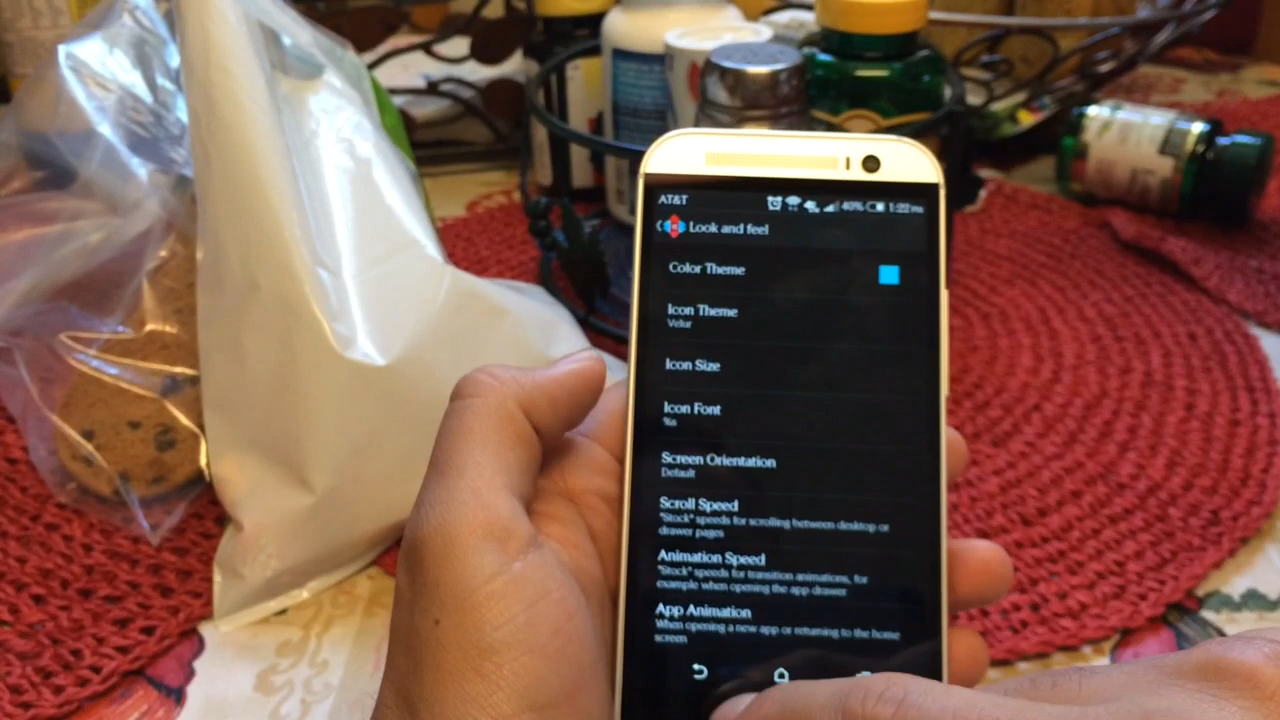 AT&T 40% 1:22 PM
Look and feel
Color Theme
Icon Theme
Velur
Icon Size
Icon Font
%s
Screen Orientation
Default
Scroll Speed
"Stock" speeds for scrolling between desktop or
drawer pages
Animation Speed
"Stock" speeds for transition animations, for
example when opening the app drawer
App Animation
When opening a new app or returning to the home
screen